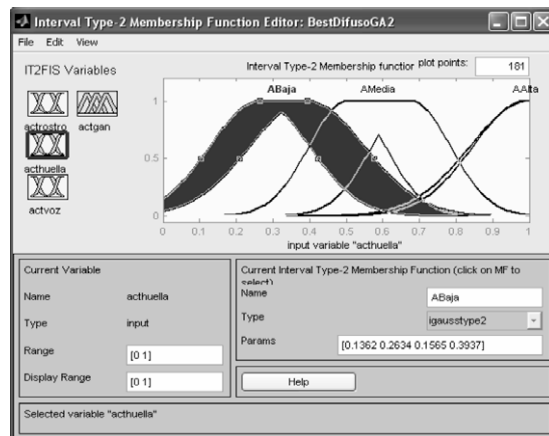 Interval Type-2 Membership Function Editor: BestDifusoGA2
File Edit View
IT2FIS Variables
Interval Type-2 Membership functior plot points: 181
actrostro actgan
acthuella
actvoz
ABaja AMedia AAlta
1
0.5
0
0 0.1 0.2 0.3 0.4 0.5 0.6 0.7 0.8 0.9 1
input variable "acthuella"
Current Variable
Name acthuella
Type input
Range [0 1]
Display Range [0 1]
Current Interval Type-2 Membership Function (click on MF to
select)
Name ABaja
Type igausstype2
Params [0.1362 0.2634 0.1565 0.3937]
Help
Selected variable "acthuella"